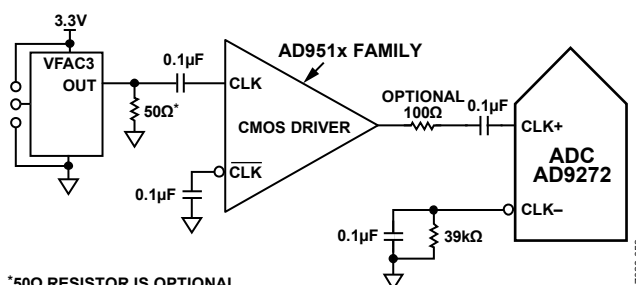 3.3V
VFAC3
OUT
50Ω*
0.1µF
AD951x FAMILY
CLK
CMOS DRIVER
CLK
0.1µF
OPTIONAL
100Ω
0.1µF
CLK+
ADC
AD9272
CLK–
0.1µF
39kΩ
*50Ω RESISTOR IS OPTIONAL